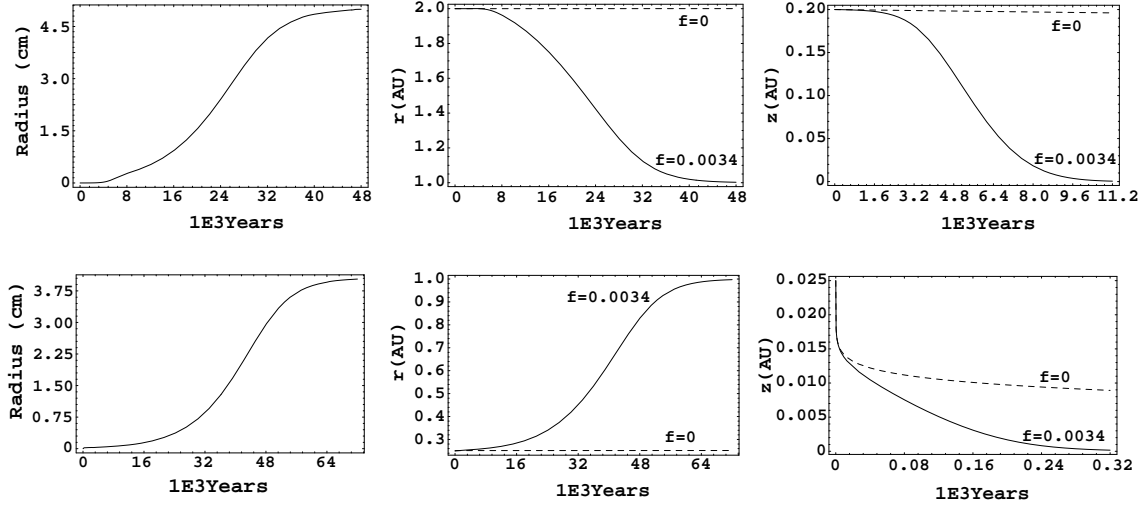 Radius (cm)
4.5
3.0
1.5
0
0 8 16 24 32 40 48
1E3Years
r(AU)
2.0
1.8
1.6
1.4
1.2
1.0
f=0
f=0.0034
0 8 16 24 32 40 48
1E3Years
z(AU)
0.20
0.15
0.10
0.05
0
f=0
f=0.0034
0 1.6 3.2 4.8 6.4 8.0 9.6 11.2
1E3Years
Radius (cm)
3.75
3.00
2.25
1.50
0.75
0
0 16 32 48 64
1E3Years
r(AU)
1.0
0.9
0.8
0.7
0.6
0.5
0.4
0.3
f=0.0034
f=0
0 16 32 48 64
1E3Years
z(AU)
0.025
0.020
0.015
0.010
0.005
0
f=0
f=0.0034
0 0.08 0.16 0.24 0.32
1E3Years